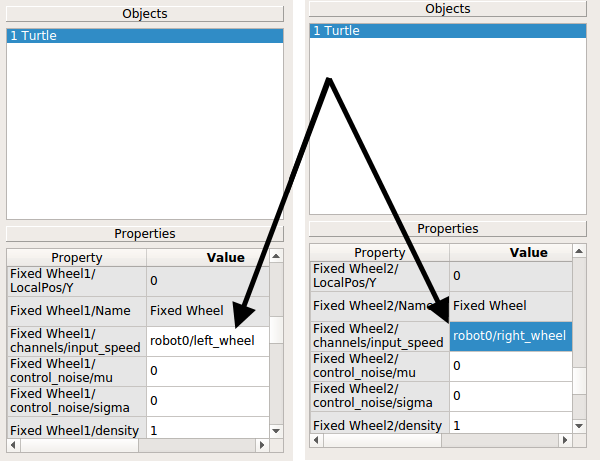 Objects
1 Turtle
Properties
Property Value
Fixed Wheel1/
LocalPos/Y 0
Fixed Wheel1/Name Fixed Wheel
Fixed Wheel1/
channels/input_speed robot0/left_wheel
Fixed Wheel1/
control_noise/mu 0
Fixed Wheel1/
control_noise/sigma 0
Fixed Wheel1/density 1
Objects
1 Turtle
Properties
Property Value
Fixed Wheel2/
LocalPos/Y 0
Fixed Wheel2/Name Fixed Wheel
Fixed Wheel2/
channels/input_speed robot0/right_wheel
Fixed Wheel2/
control_noise/mu 0
Fixed Wheel2/
control_noise/sigma 0
Fixed Wheel2/density 1